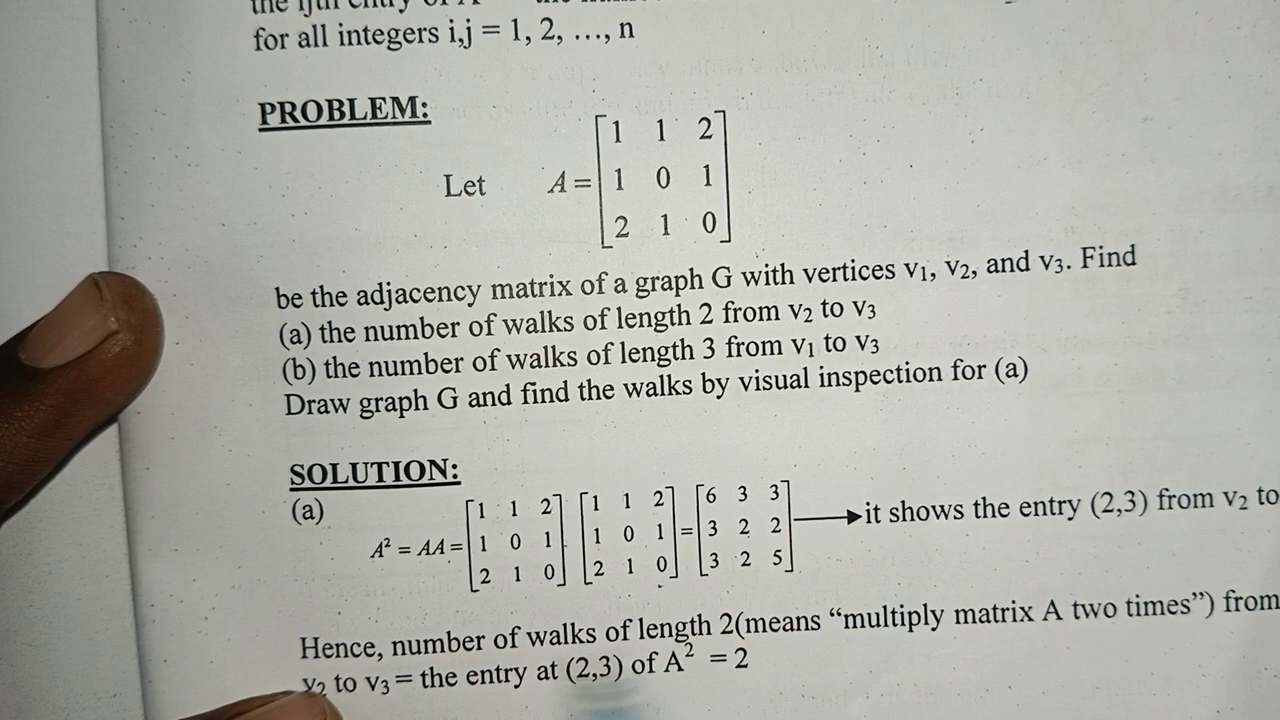 the ijth entry of A
for all integers i,j = 1, 2, ..., n
PROBLEM:
Let A = [1 1 2
1 0 1
2 1 0]
be the adjacency matrix of a graph G with vertices v₁, v₂, and v₃. Find
(a) the number of walks of length 2 from v₂ to v₃
(b) the number of walks of length 3 from v₁ to v₃
Draw graph G and find the walks by visual inspection for (a)
SOLUTION:
(a)
A² = AA = [1 1 2; 1 0 1; 2 1 0] [1 1 2; 1 0 1; 2 1 0] = [6 3 3; 3 2 2; 3 2 5] → it shows the entry (2,3) from v₂ to
Hence, number of walks of length 2(means “multiply matrix A two times”) from
v₂ to v₃ = the entry at (2,3) of A² = 2